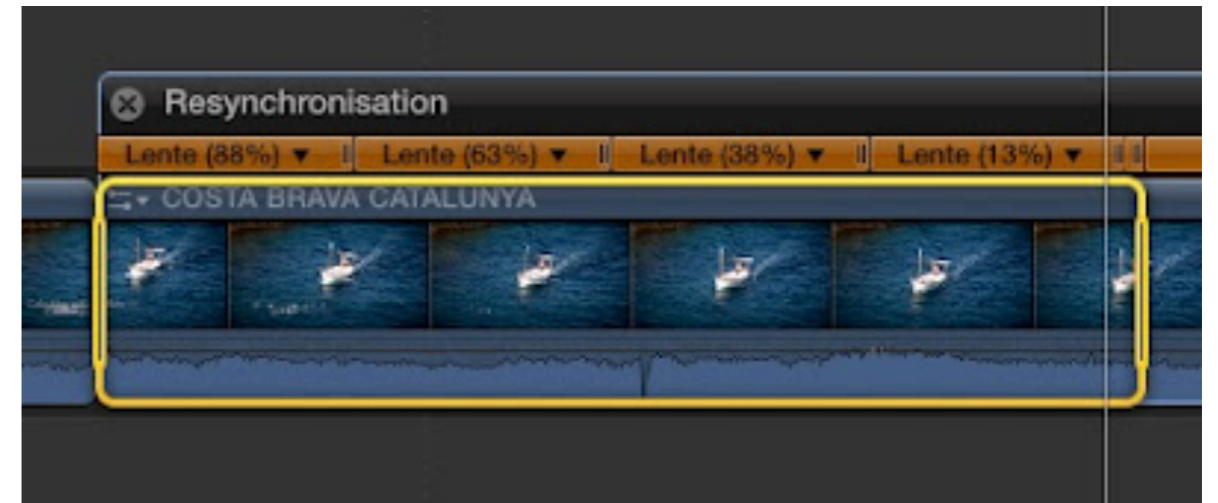 Resynchronisation
Lente (88%) Lente (63%) Lente (38%) Lente (13%)
COSTA BRAVA CATALUNYA